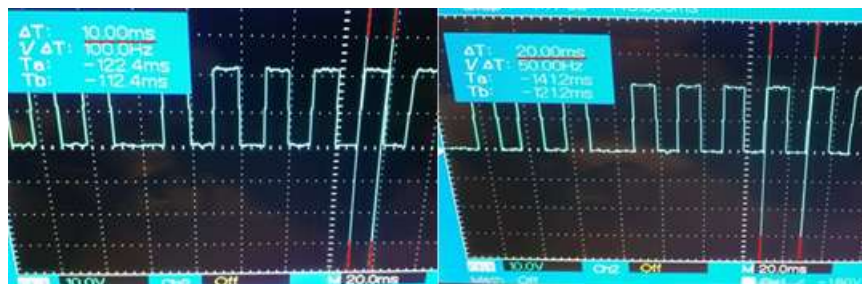 ΔT: 10.00ms
1/ΔT: 100.0Hz
Ta: -122.4ms
Tb: -112.4ms
10.0V Ch2 Off M 20.0ms
ΔT: 20.00ms
1/ΔT: 50.00Hz
Ta: -141.2ms
Tb: -121.2ms
10.0V Ch2 Off M 20.0ms
Math: Off